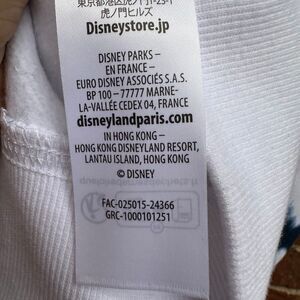 虎ノ門ヒルズ
Disneystore.jp
DISNEY PARKS –
EN FRANCE –
EURO DISNEY ASSOCIÉS S.A.S.
BP 100 – 77777 MARNE-
LA-VALLÉE CEDEX 04, FRANCE
disneylandparis.com
IN HONG KONG –
HONG KONG DISNEYLAND RESORT,
LANTAU ISLAND, HONG KONG
© DISNEY
FAC-025015-24366
GRC-1000101251